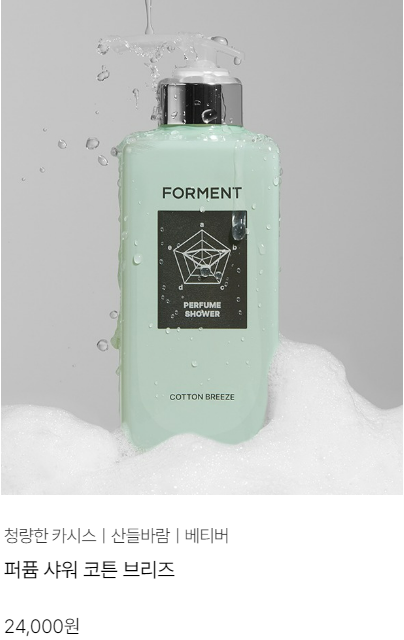 FORMENT
a
e b
d c
PERFUME
SHOWER
COTTON BREEZE
청량한 카시스 | 산들바람 | 베티버
퍼퓸 샤워 코튼 브리즈
24,000원